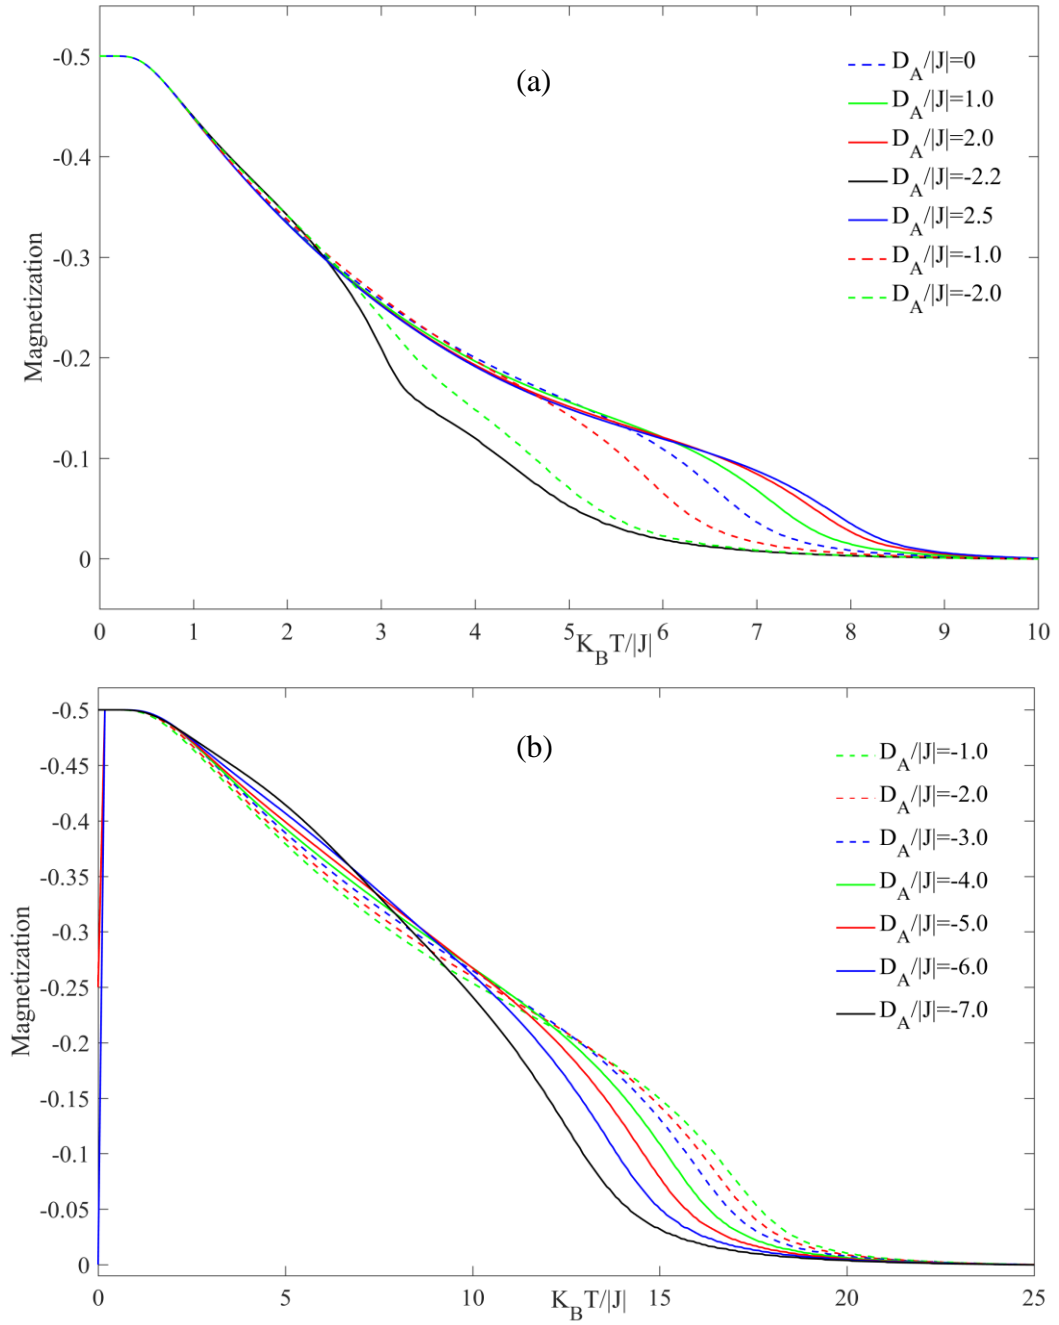 (a)
D_A/|J|=0
D_A/|J|=1.0
D_A/|J|=2.0
D_A/|J|=-2.2
D_A/|J|=2.5
D_A/|J|=-1.0
D_A/|J|=-2.0
-0.5
-0.4
-0.3
-0.2
-0.1
0
Magnetization
0 1 2 3 4 5 6 7 8 9 10
K_BT/|J|
(b)
D_A/|J|=-1.0
D_A/|J|=-2.0
D_A/|J|=-3.0
D_A/|J|=-4.0
D_A/|J|=-5.0
D_A/|J|=-6.0
D_A/|J|=-7.0
-0.5
-0.45
-0.4
-0.35
-0.3
-0.25
-0.2
-0.15
-0.1
-0.05
0
Magnetization
0 5 10 15 20 25
K_BT/|J|